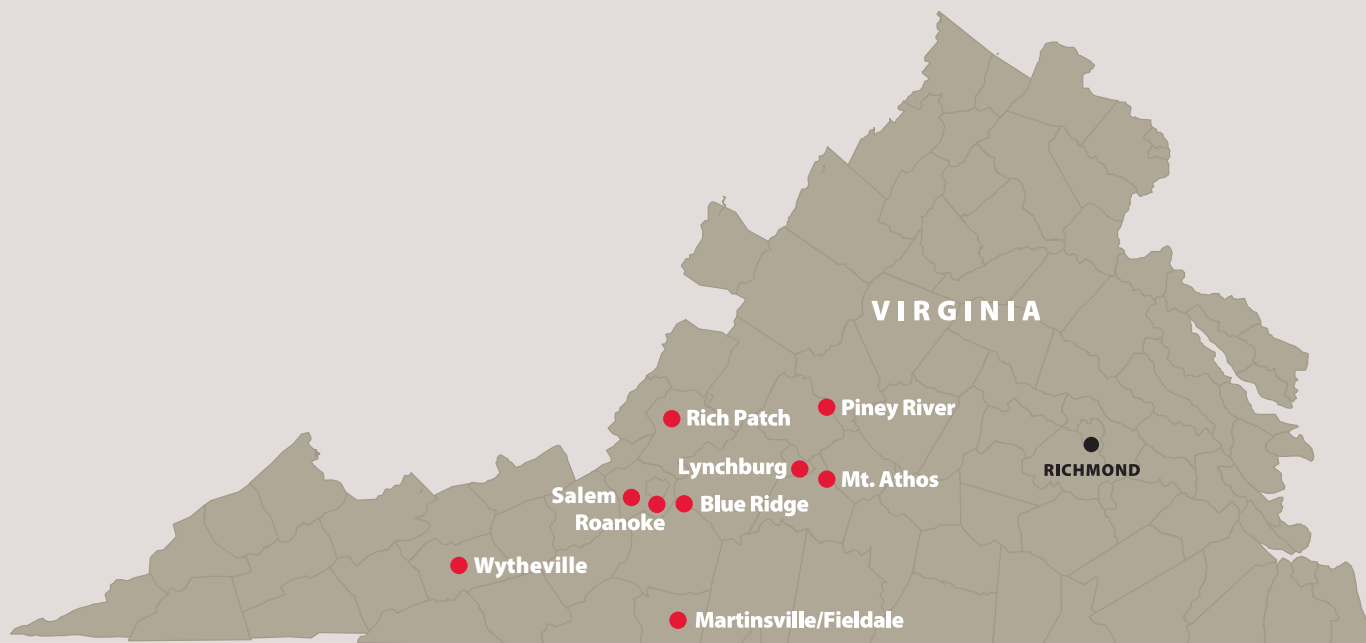 VIRGINIA
Piney River
Rich Patch
RICHMOND
Lynchburg
Mt. Athos
Salem
Blue Ridge
Roanoke
Wytheville
Martinsville/Fieldale